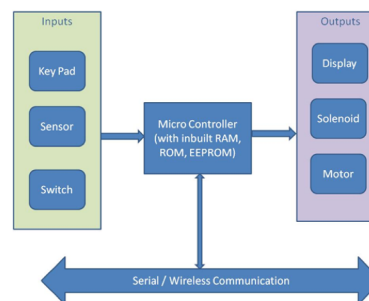 Inputs
Key Pad
Sensor
Switch
Micro Controller
(with inbuilt RAM,
ROM, EEPROM)
Outputs
Display
Solenoid
Motor
Serial / Wireless Communication